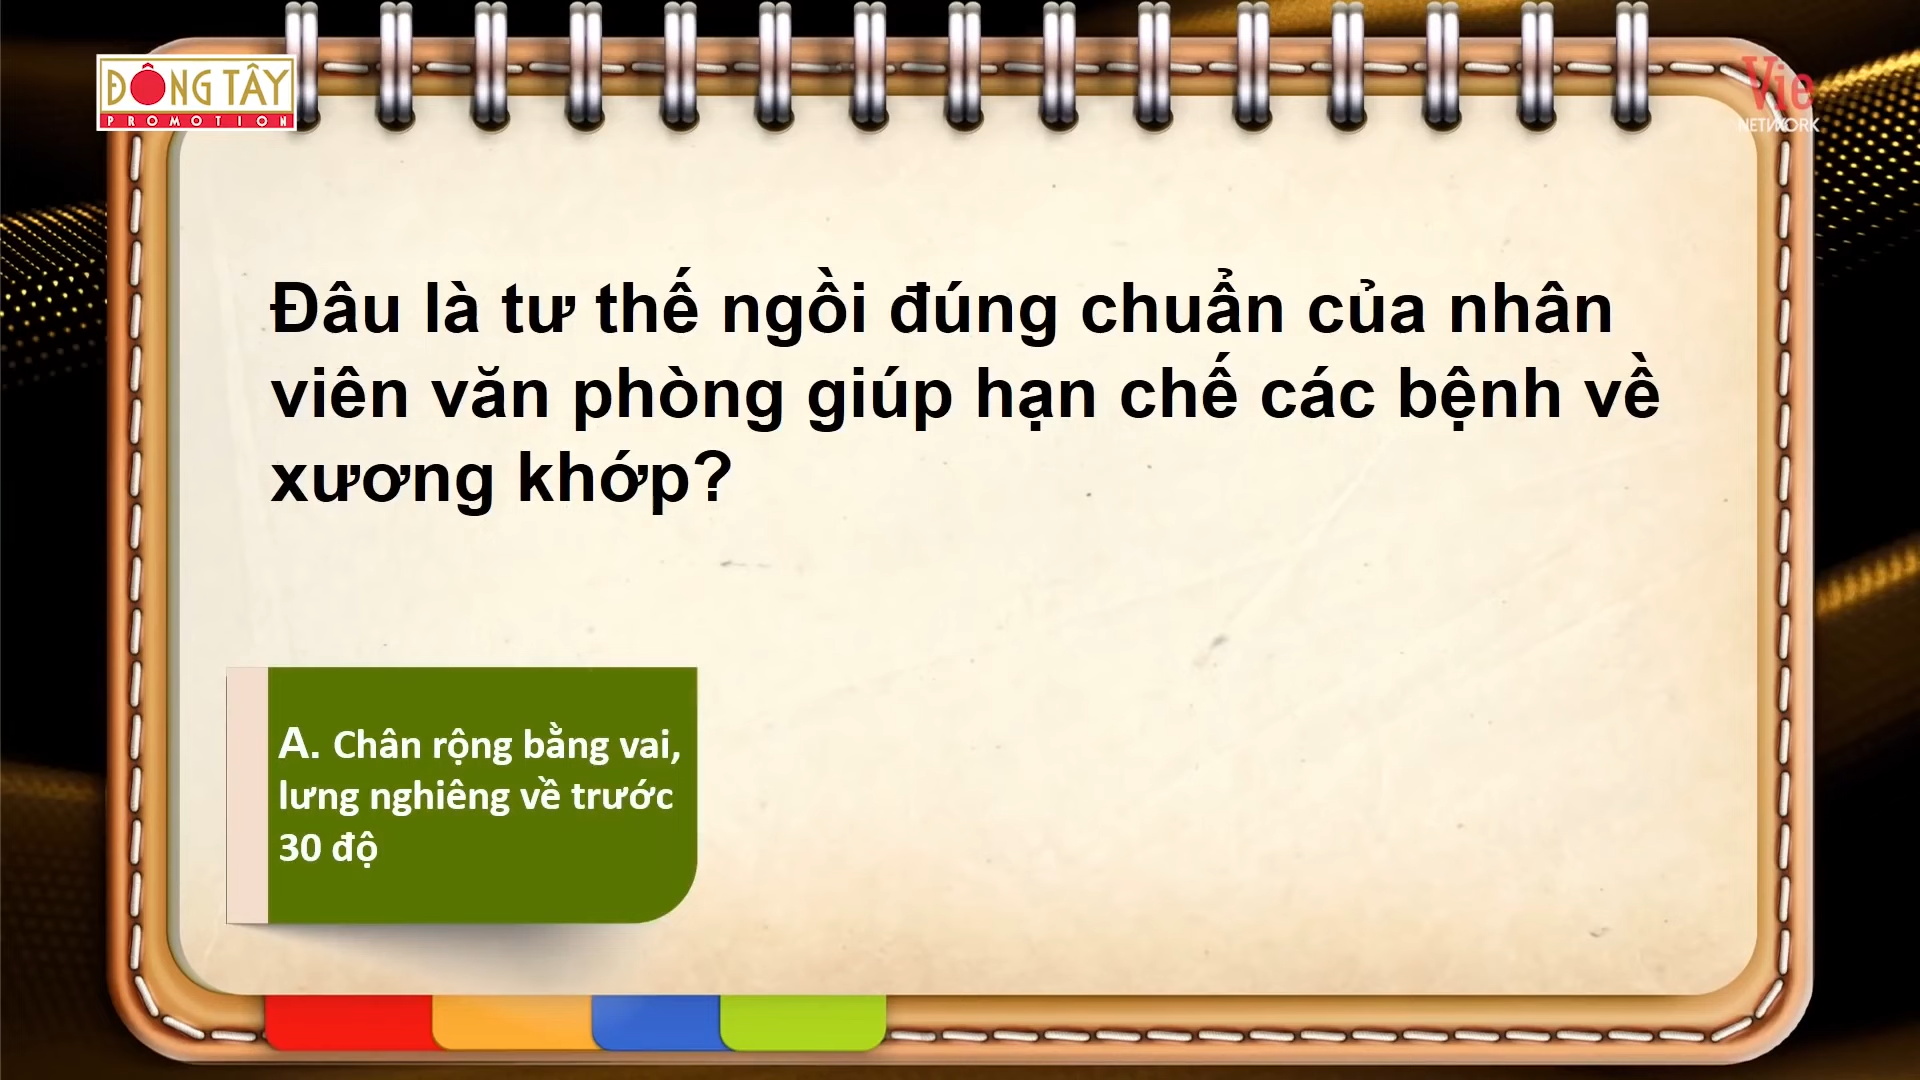 ĐÔNG TÂY
PROMOTION
Vie
NETWORK
Đâu là tư thế ngồi đúng chuẩn của nhân
viên văn phòng giúp hạn chế các bệnh về
xương khớp?
A. Chân rộng bằng vai,
lưng nghiêng về trước
30 độ